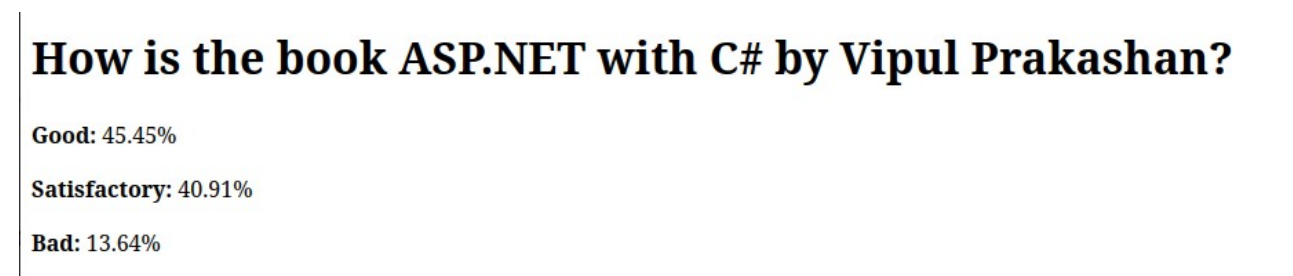 How is the book ASP.NET with C# by Vipul Prakashan?
Good: 45.45%
Satisfactory: 40.91%
Bad: 13.64%